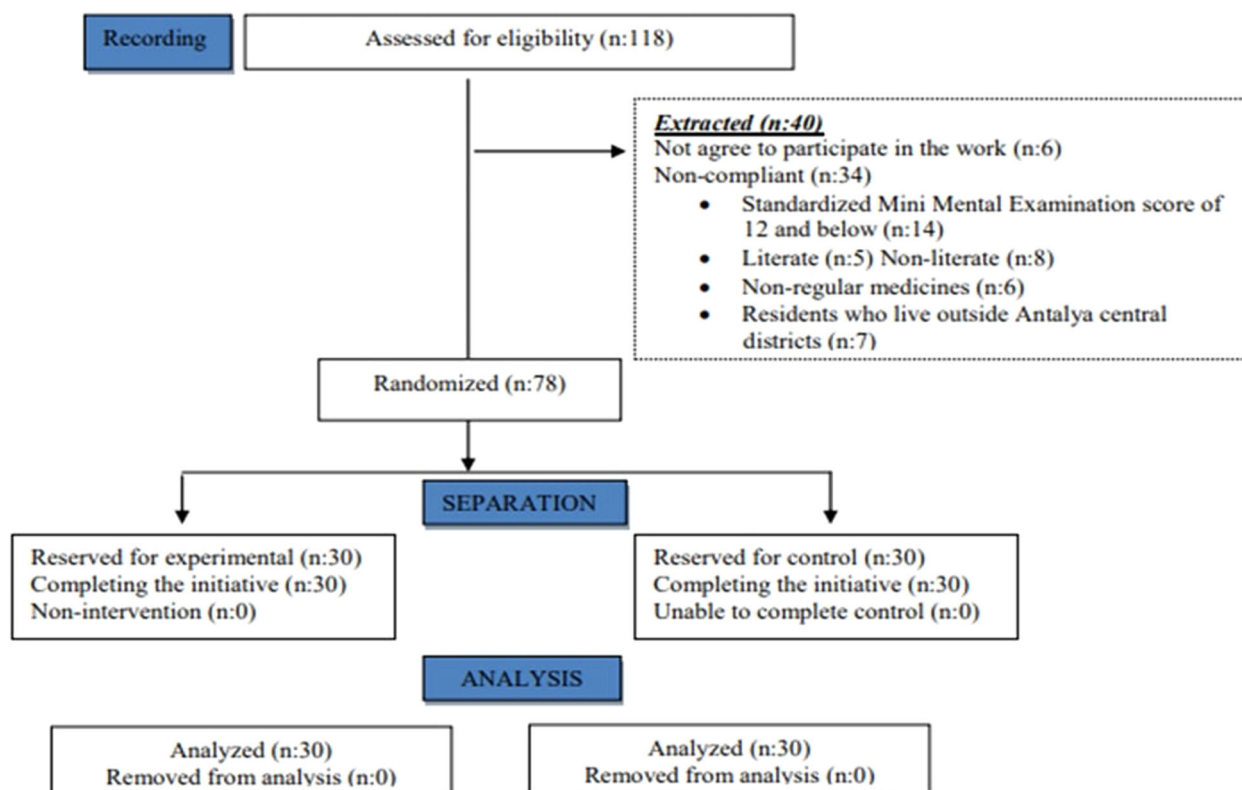 Recording
Assessed for eligibility (n:118)
Extracted (n:40)
Not agree to participate in the work (n:6)
Non-compliant (n:34)
• Standardized Mini Mental Examination score of
12 and below (n:14)
• Literate (n:5) Non-literate (n:8)
• Non-regular medicines (n:6)
• Residents who live outside Antalya central
districts (n:7)
Randomized (n:78)
SEPARATION
Reserved for experimental (n:30)
Completing the initiative (n:30)
Non-intervention (n:0)
Reserved for control (n:30)
Completing the initiative (n:30)
Unable to complete control (n:0)
ANALYSIS
Analyzed (n:30)
Removed from analysis (n:0)
Analyzed (n:30)
Removed from analysis (n:0)